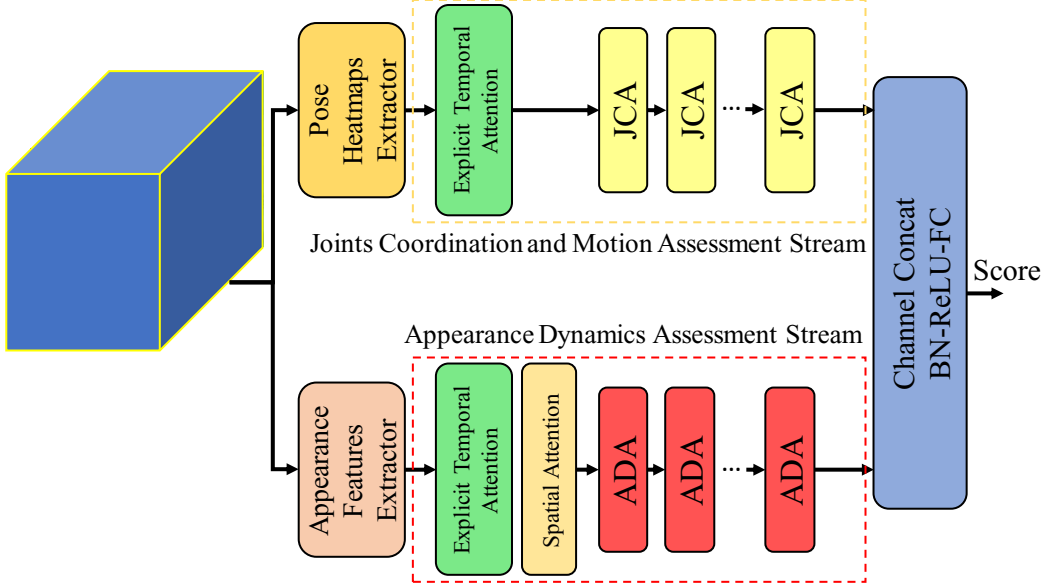 Pose
Heatmaps
Extractor
Explicit Temporal
Attention
JCA
JCA
...
JCA
Joints Coordination and Motion Assessment Stream
Appearance Dynamics Assessment Stream
Appearance
Features
Extractor
Explicit Temporal
Attention
Spatial Attention
ADA
ADA
...
ADA
Channel Concat
BN-ReLU-FC
Score